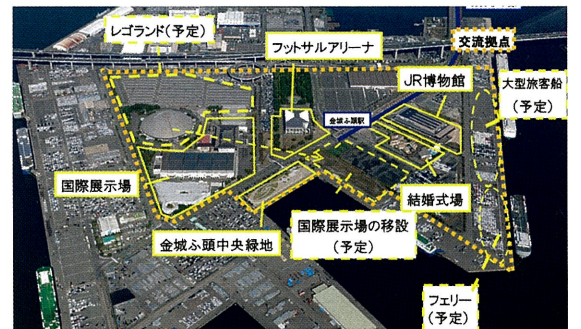 レゴランド(予定)
フットサルアリーナ
交流拠点
JR博物館
大型旅客船
(予定)
金城ふ頭駅
国際展示場
結婚式場
金城ふ頭中央緑地
国際展示場の移設
(予定)
フェリー
(予定)